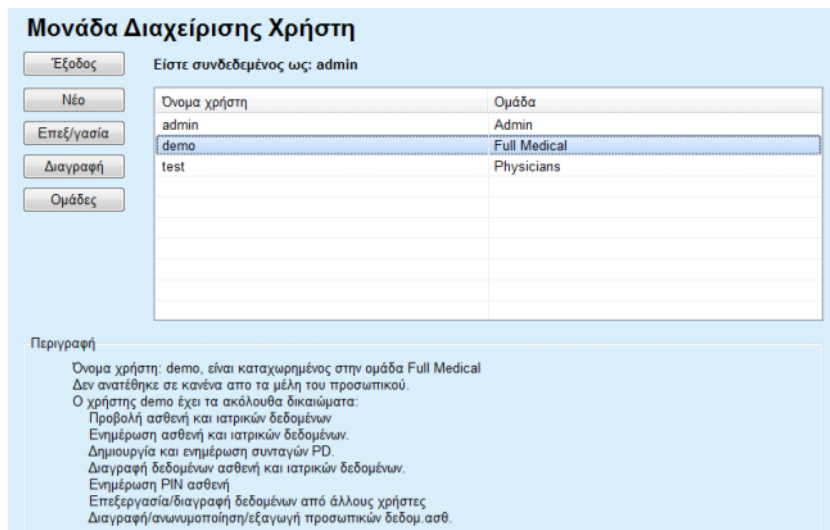 Μονάδα Διαχείρισης Χρήστη
Έξοδος
Είστε συνδεδεμένος ως: admin
Νέο
Επεξ/γασία
Διαγραφή
Ομάδες
Όνομα χρήστη Ομάδα
admin Admin
demo Full Medical
test Physicians
Περιγραφή
Όνομα χρήστη: demo, είναι καταχωρημένος στην ομάδα Full Medical
Δεν ανατέθηκε σε κανένα απο τα μέλη του προσωπικού.
Ο χρήστης demo έχει τα ακόλουθα δικαιώματα:
Προβολή ασθενή και ιατρικών δεδομένων
Ενημέρωση ασθενή και ιατρικών δεδομένων.
Δημιουργία και ενημέρωση συνταγών PD.
Διαγραφή δεδομένων ασθενή και ιατρικών δεδομένων.
Ενημέρωση PIN ασθενή
Επεξεργασία/διαγραφή δεδομένων από άλλους χρήστες
Διαγραφή/ανωνυμοποίηση/εξαγωγή προσωπικών δεδομ.ασθ.